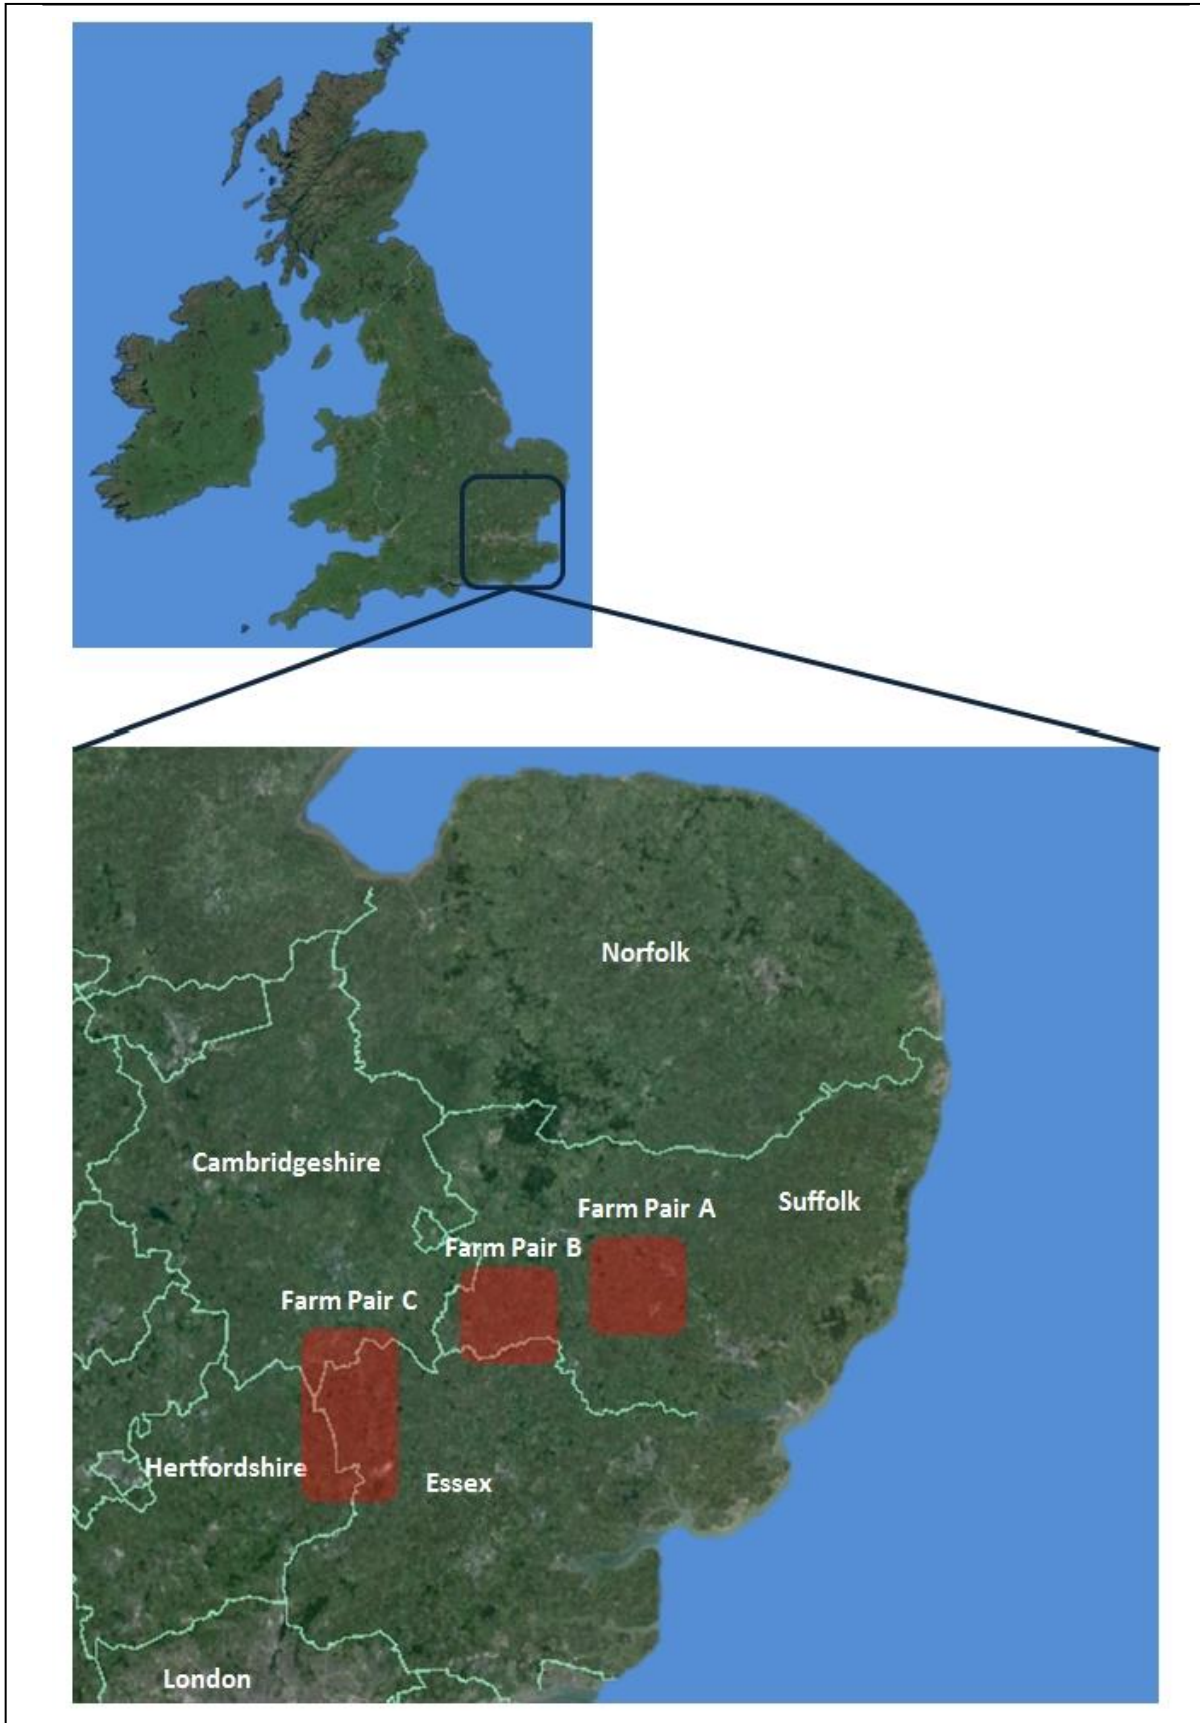 Norfolk
Cambridgeshire
Suffolk
Farm Pair A
Farm Pair B
Farm Pair C
Hertfordshire
Essex
London